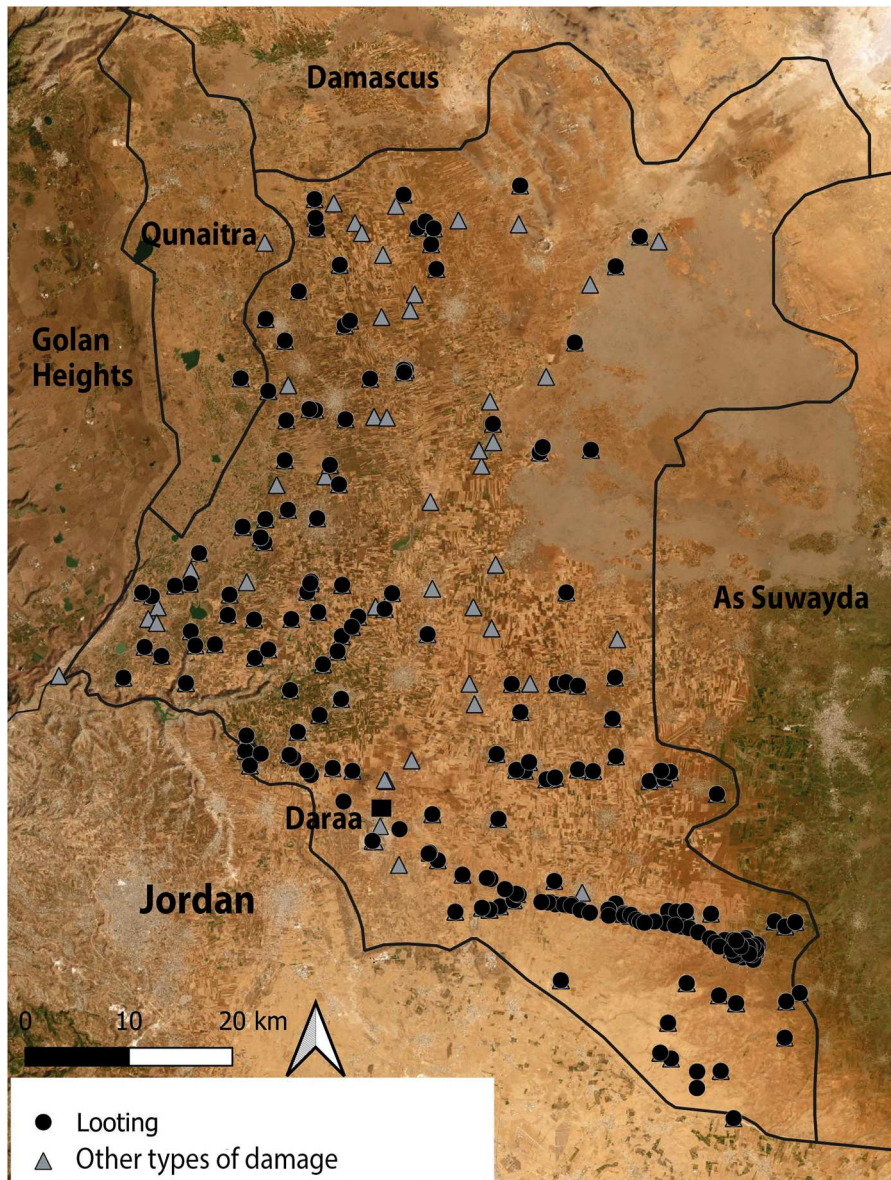 Damascus
Qunaitra
Golan
Heights
As Suwayda
Daraa
Jordan
0 10 20 km
Looting
Other types of damage